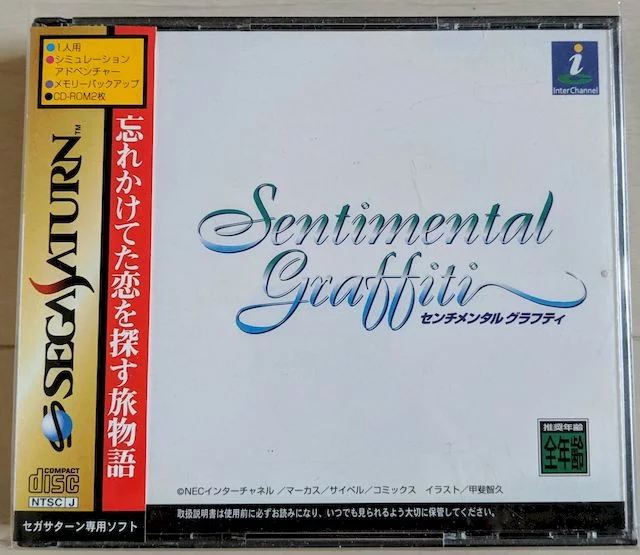 ●1人用
●シミュレーション
アドベンチャー
●メモリーバックアップ
●CD-ROM2枚
SEGA SATURN™
忘れかけてた恋を探す旅物語
COMPACT
disc
NTSC J
セガサターン専用ソフト
i
InterChannel
Sentimental
Graffiti
センチメンタル グラフティ
推奨年齢
全年齢
©NECインターチャネル ／マーカス／サイベル／コミックス イラスト／甲斐智久
取扱説明書は使用前に必ずお読みになり、いつでも見られるよう大切に保管してください。